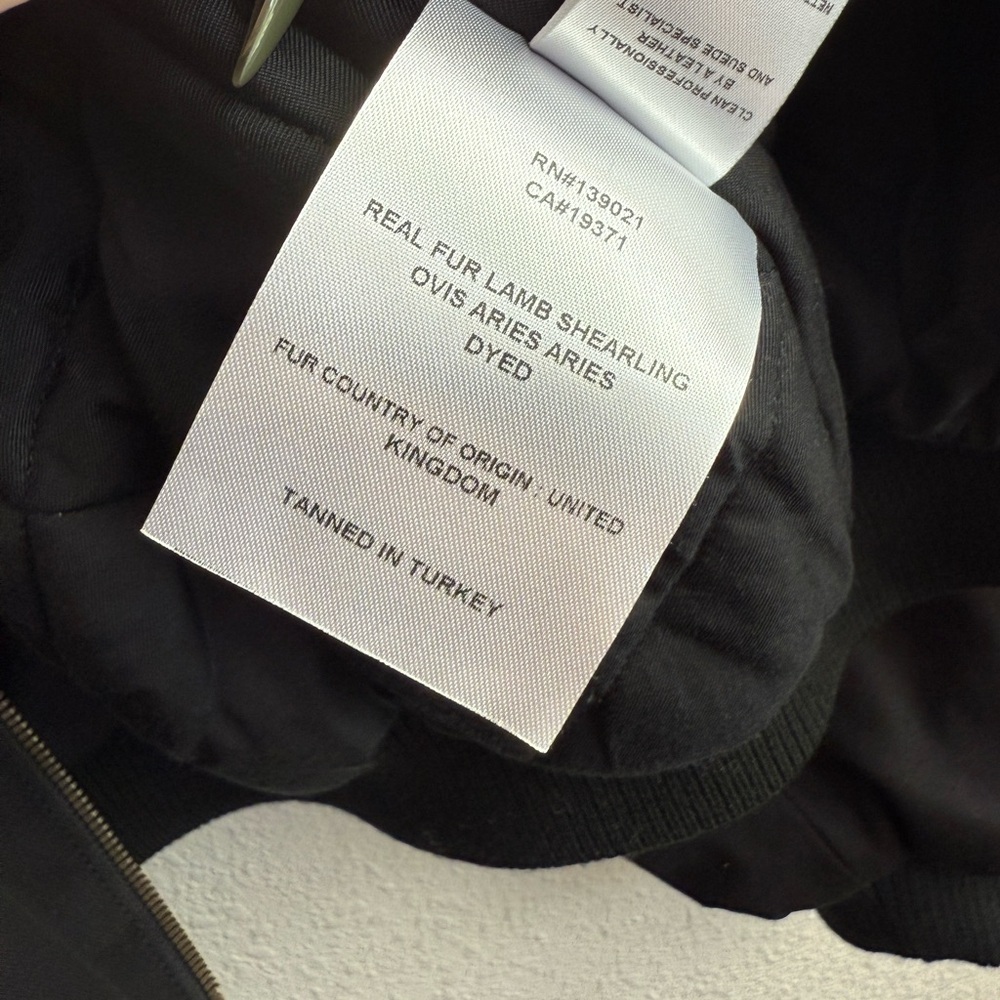 RN#139021
CA#19371
REAL FUR LAMB SHEARLING
OVIS ARIES ARIES
DYED
FUR COUNTRY OF ORIGIN : UNITED
KINGDOM
TANNED IN TURKEY
CLEAN PROFESSIONALLY
BY A LEATHER
AND SUEDE SPECIALIST